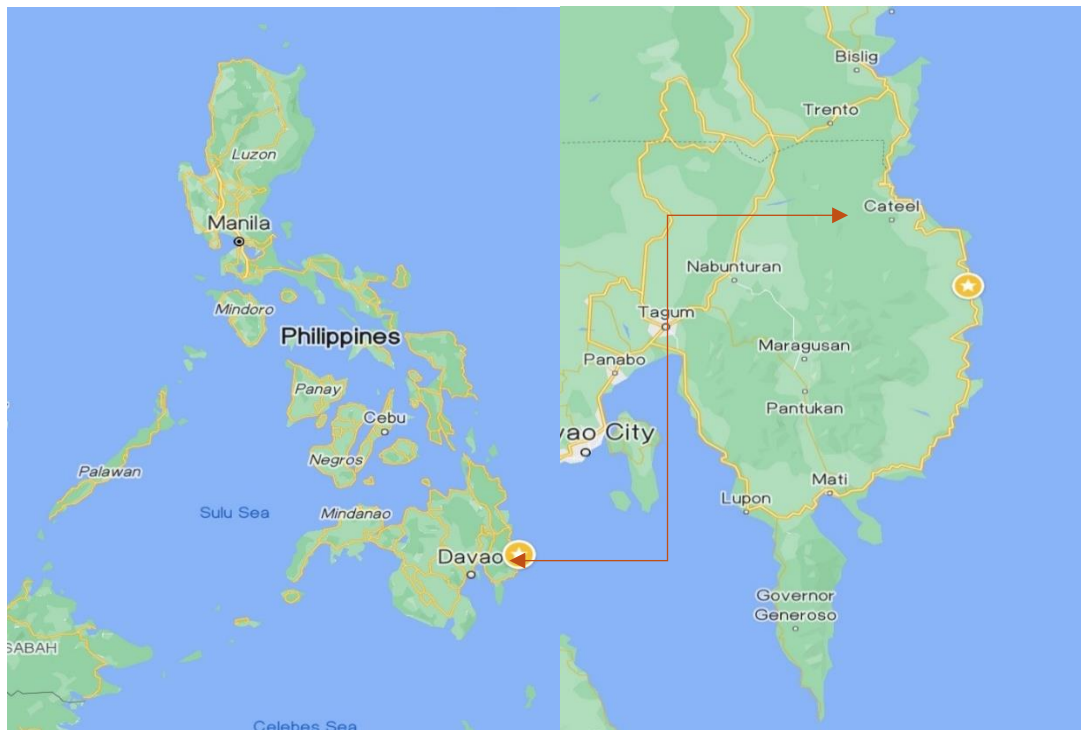 Luzon
Manila
Mindoro
Philippines
Panay
Cebu
Negros
Palawan
Sulu Sea
Mindanao
Davao
SABAH
Celebes Sea
Bislig
Trento
Cateel
Nabunturan
Tagum
Maragusan
Panabo
Pantukan
vao City
Mati
Lupon
Governor
Generoso